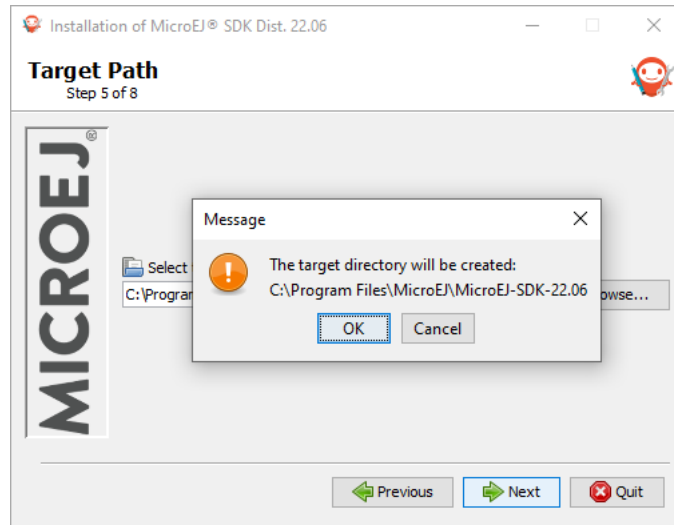 Installation of MicroEJ® SDK Dist. 22.06
Target Path
Step 5 of 8
MICROEJ®
Message
The target directory will be created:
C:\Program Files\MicroEJ\MicroEJ-SDK-22.06
OK
Cancel
Select
C:\Progra
owse...
Previous
Next
Quit